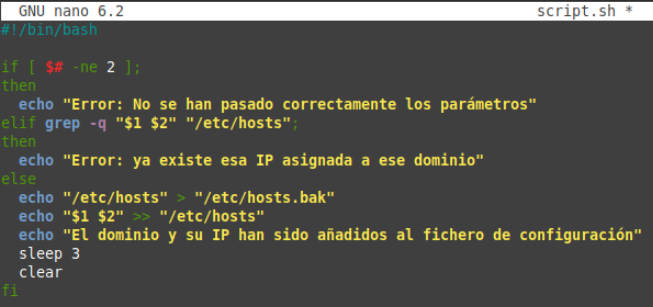 GNU nano 6.2 script.sh *
#!/bin/bash
if [ $# -ne 2 ];
then
echo "Error: No se han pasado correctamente los parámetros"
elif grep -q "$1 $2" "/etc/hosts";
then
echo "Error: ya existe esa IP asignada a ese dominio"
else
echo "/etc/hosts" > "/etc/hosts.bak"
echo "$1 $2" >> "/etc/hosts"
echo "El dominio y su IP han sido añadidos al fichero de configuración"
sleep 3
clear
fi